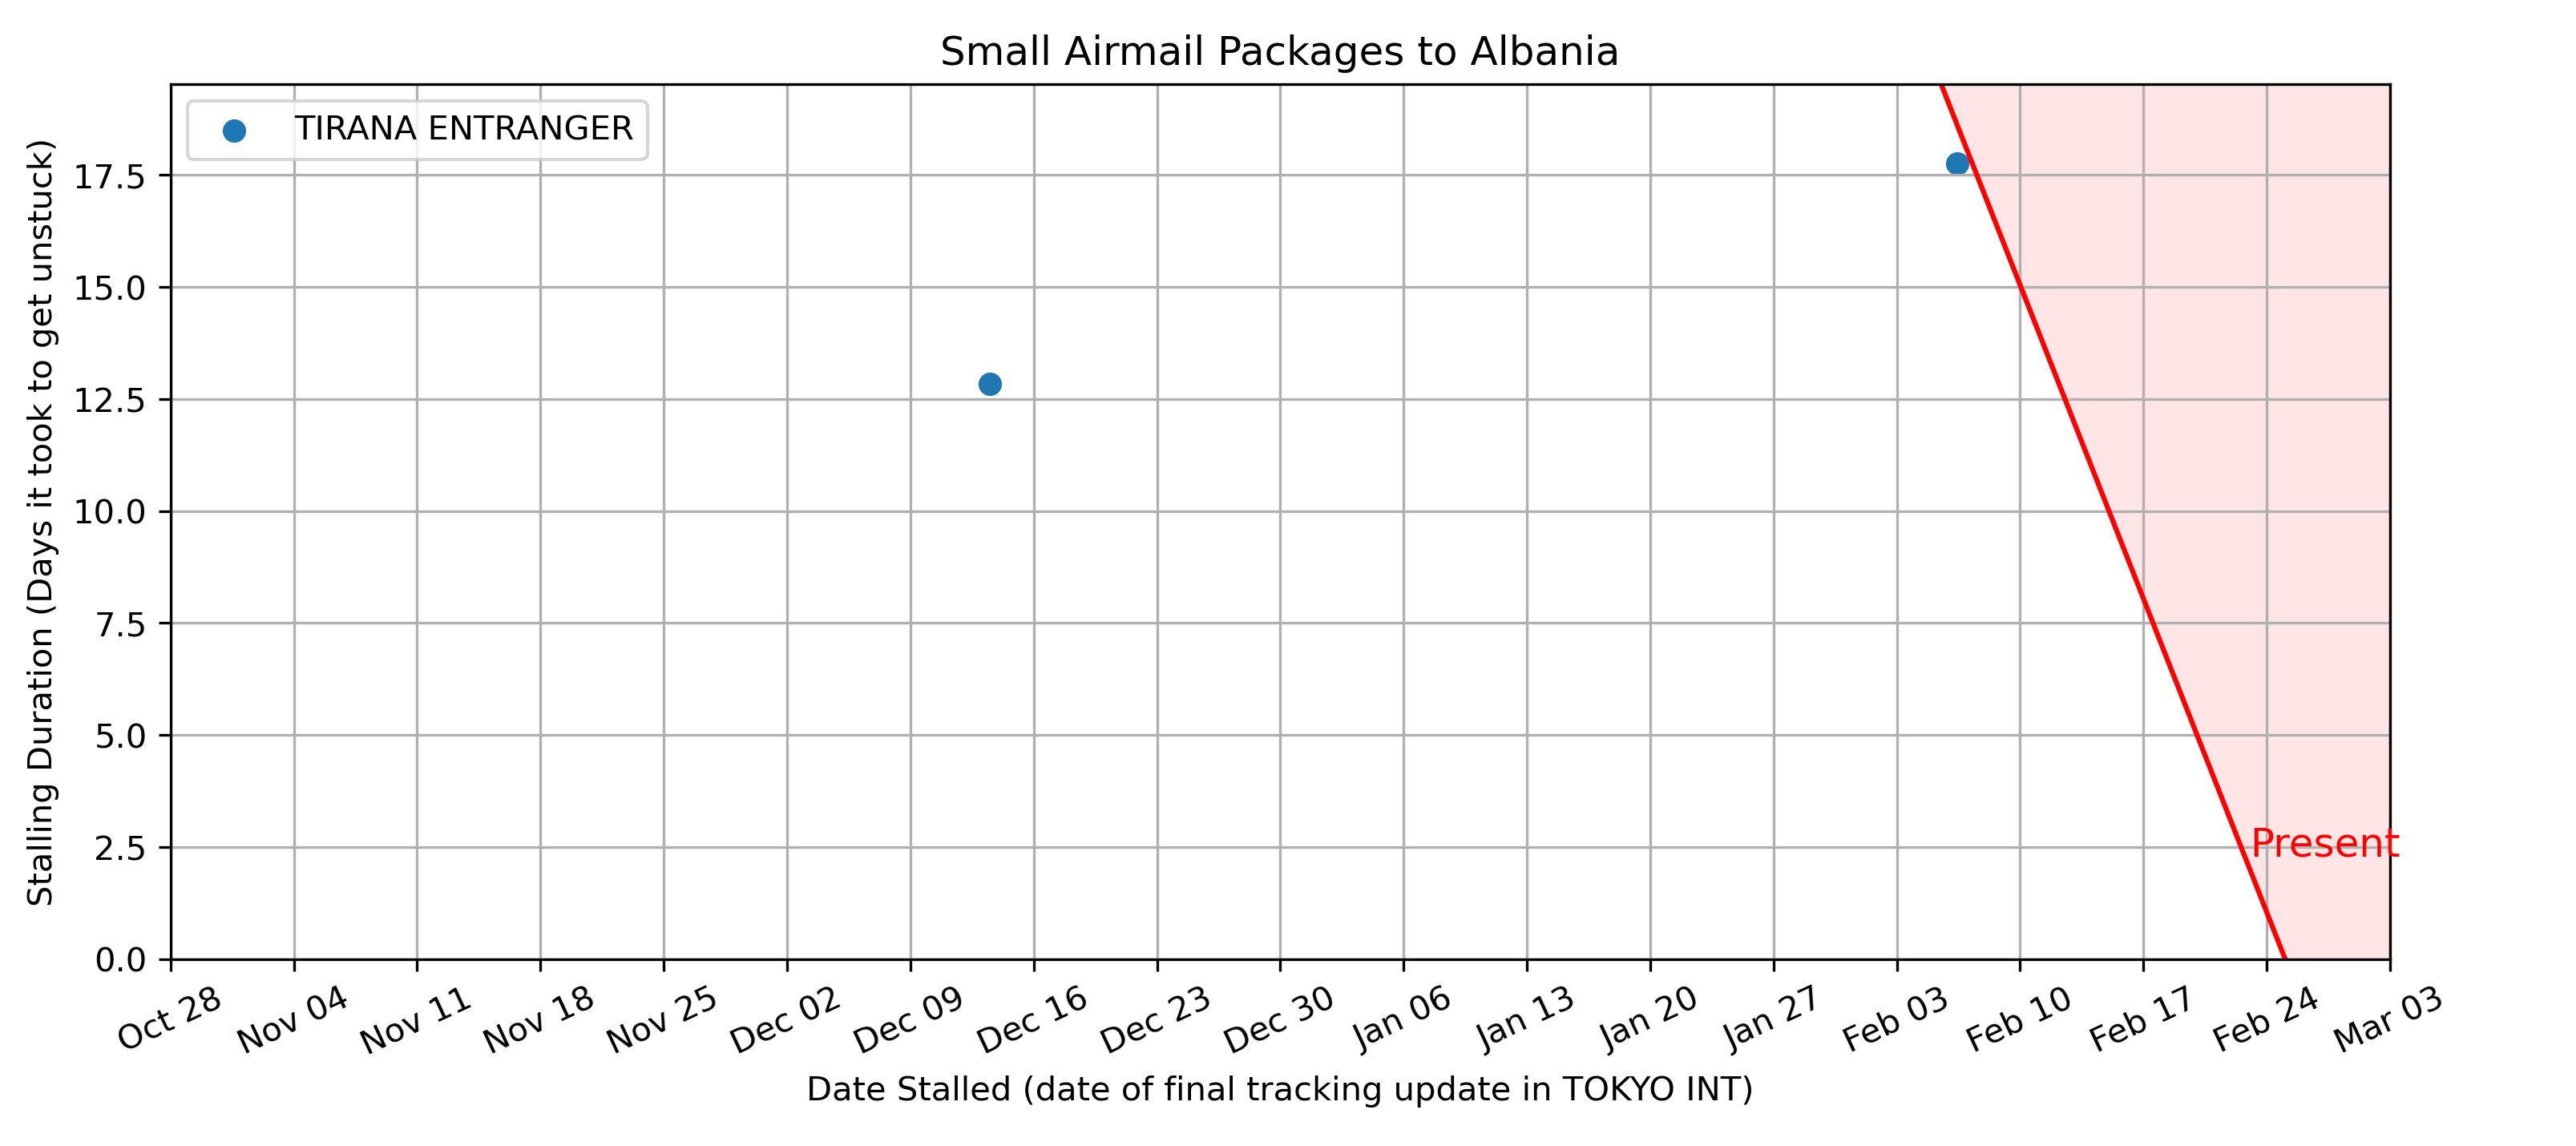 Small Airmail Packages to Albania
TIRANA ENTRANGER
Stalling Duration (Days it took to get unstuck)
17.5
15.0
12.5
10.0
7.5
5.0
2.5
0.0
Present
Oct 28
Nov 04
Nov 11
Nov 18
Nov 25
Dec 02
Dec 09
Dec 16
Dec 23
Dec 30
Jan 06
Jan 13
Jan 20
Jan 27
Feb 03
Feb 10
Feb 17
Feb 24
Mar 03
Date Stalled (date of final tracking update in TOKYO INT)